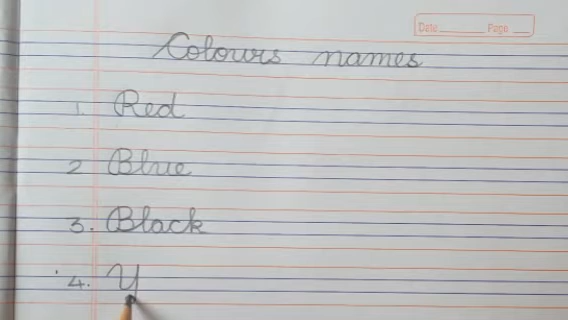 Date Page
Colours names
1. Red
2 Blue
3. Black
4. Y